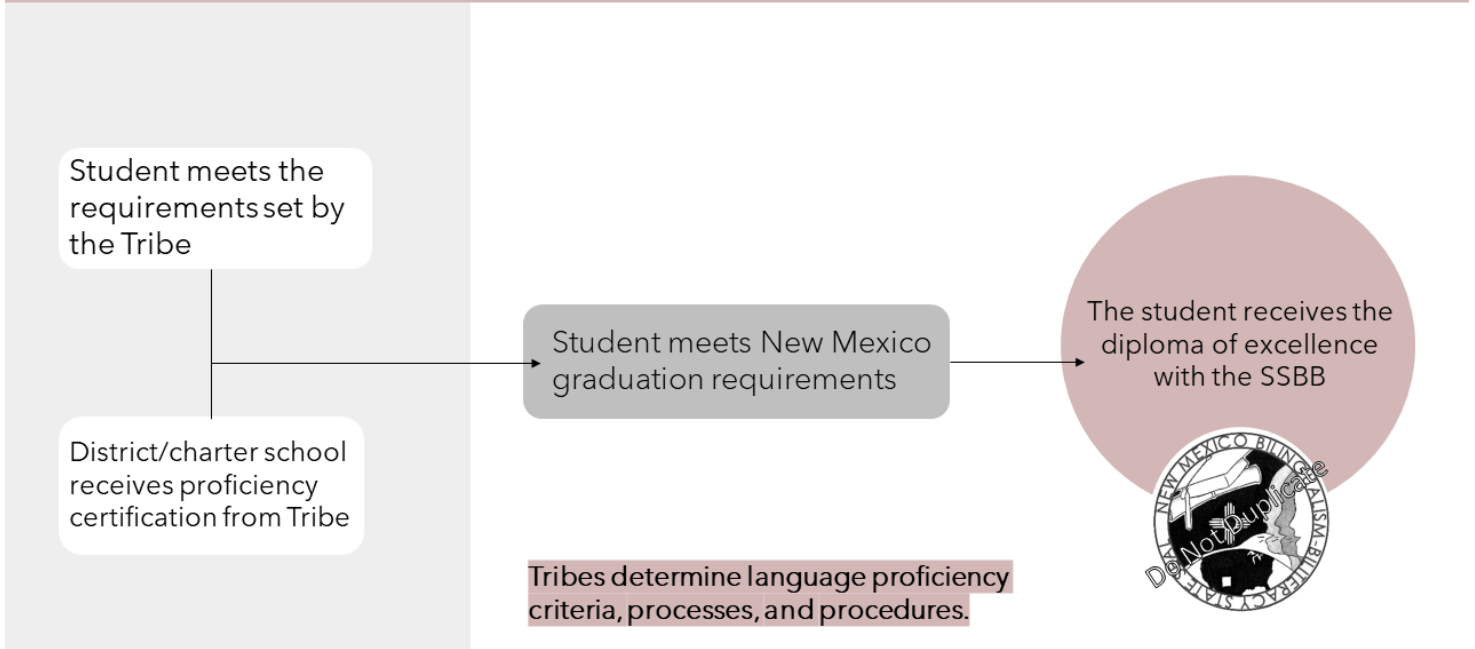 Student meets the
requirements set by
the Tribe
District/charter school
receives proficiency
certification from Tribe
Student meets New Mexico
graduation requirements
The student receives the
diploma of excellence
with the SSBB
Tribes determine language proficiency
criteria, processes, and procedures.
NEW MEXICO BILINGUALISM-BILITERACY STATE SEAL
Do Not Duplicate